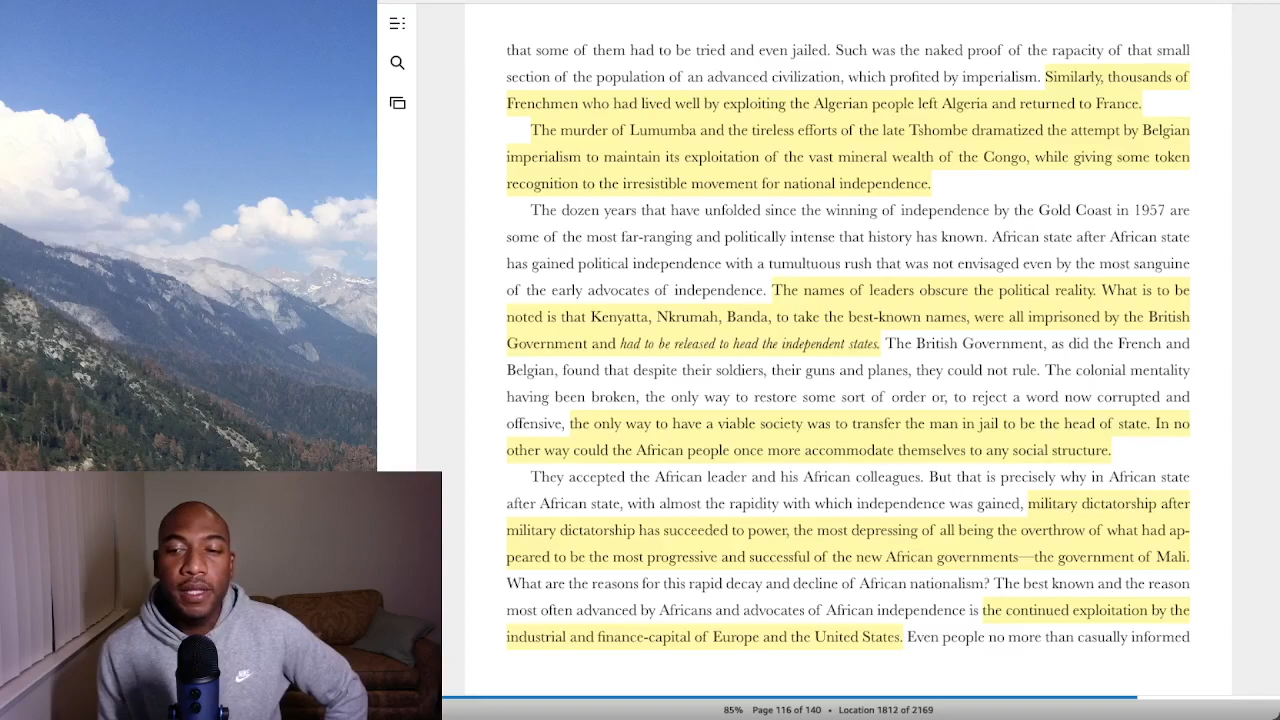 that some of them had to be tried and even jailed. Such was the naked proof of the rapacity of that small
section of the population of an advanced civilization, which profited by imperialism. Similarly, thousands of
Frenchmen who had lived well by exploiting the Algerian people left Algeria and returned to France.
The murder of Lumumba and the tireless efforts of the late Tshombe dramatized the attempt by Belgian
imperialism to maintain its exploitation of the vast mineral wealth of the Congo, while giving some token
recognition to the irresistible movement for national independence.
The dozen years that have unfolded since the winning of independence by the Gold Coast in 1957 are
some of the most far-ranging and politically intense that history has known. African state after African state
has gained political independence with a tumultuous rush that was not envisaged even by the most sanguine
of the early advocates of independence. The names of leaders obscure the political reality. What is to be
noted is that Kenyatta, Nkrumah, Banda, to take the best-known names, were all imprisoned by the British
Government and had to be released to head the independent states. The British Government, as did the French and
Belgian, found that despite their soldiers, their guns and planes, they could not rule. The colonial mentality
having been broken, the only way to restore some sort of order or, to reject a word now corrupted and
offensive, the only way to have a viable society was to transfer the man in jail to be the head of state. In no
other way could the African people once more accommodate themselves to any social structure.
They accepted the African leader and his African colleagues. But that is precisely why in African state
after African state, with almost the rapidity with which independence was gained, military dictatorship after
military dictatorship has succeeded to power, the most depressing of all being the overthrow of what had ap-
peared to be the most progressive and successful of the new African governments—the government of Mali.
What are the reasons for this rapid decay and decline of African nationalism? The best known and the reason
most often advanced by Africans and advocates of African independence is the continued exploitation by the
industrial and finance-capital of Europe and the United States. Even people no more than casually informed
85% Page 116 of 140 • Location 1812 of 2169